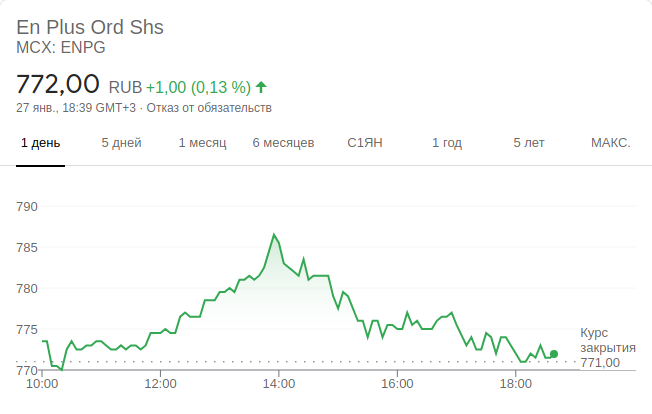 En Plus Ord Shs
MCX: ENPG
772,00 RUB +1,00 (0,13 %)
27 янв., 18:39 GMT+3 · Отказ от обязательств
1 день 5 дней 1 месяц 6 месяцев С1ЯН 1 год 5 лет МАКС.
790
785
780
775
770
Курс
закрытия
771,00
10:00 12:00 14:00 16:00 18:00